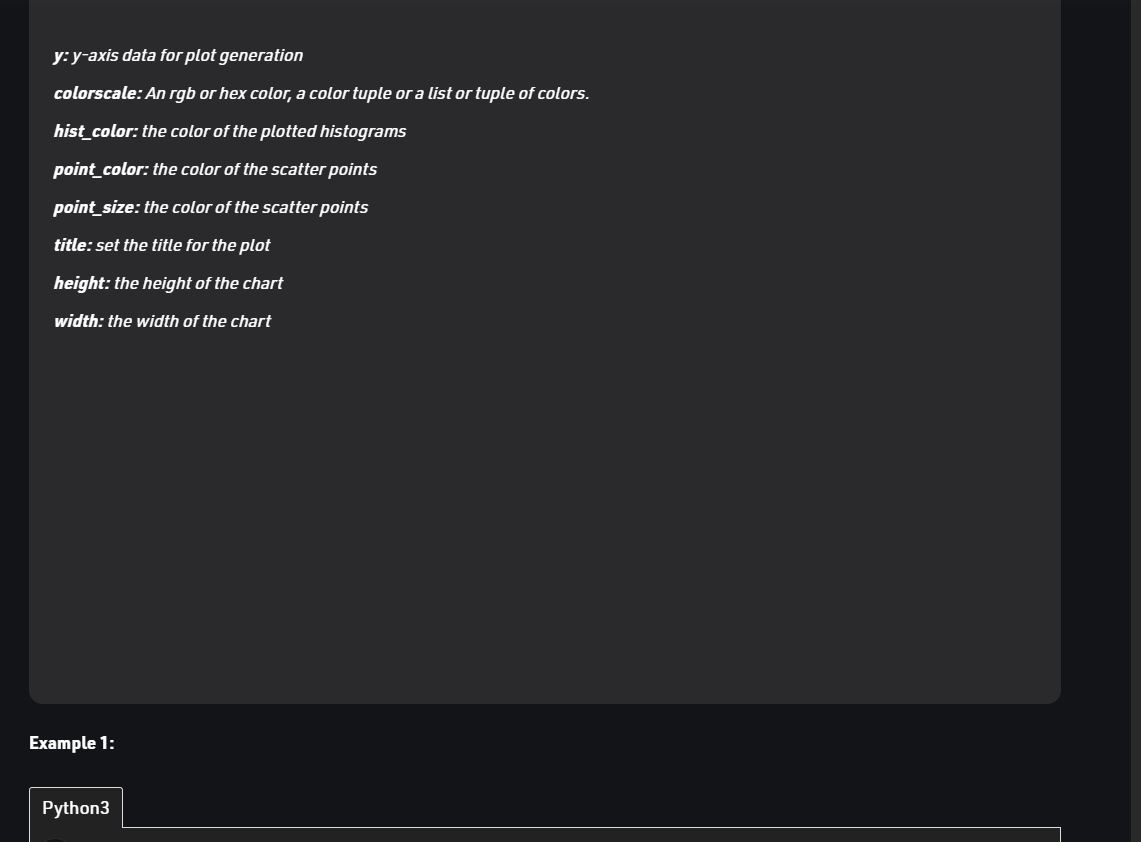 y: y-axis data for plot generation
colorscale: An rgb or hex color, a color tuple or a list or tuple of colors.
hist_color: the color of the plotted histograms
point_color: the color of the scatter points
point_size: the color of the scatter points
title: set the title for the plot
height: the height of the chart
width: the width of the chart
Example 1:
Python3